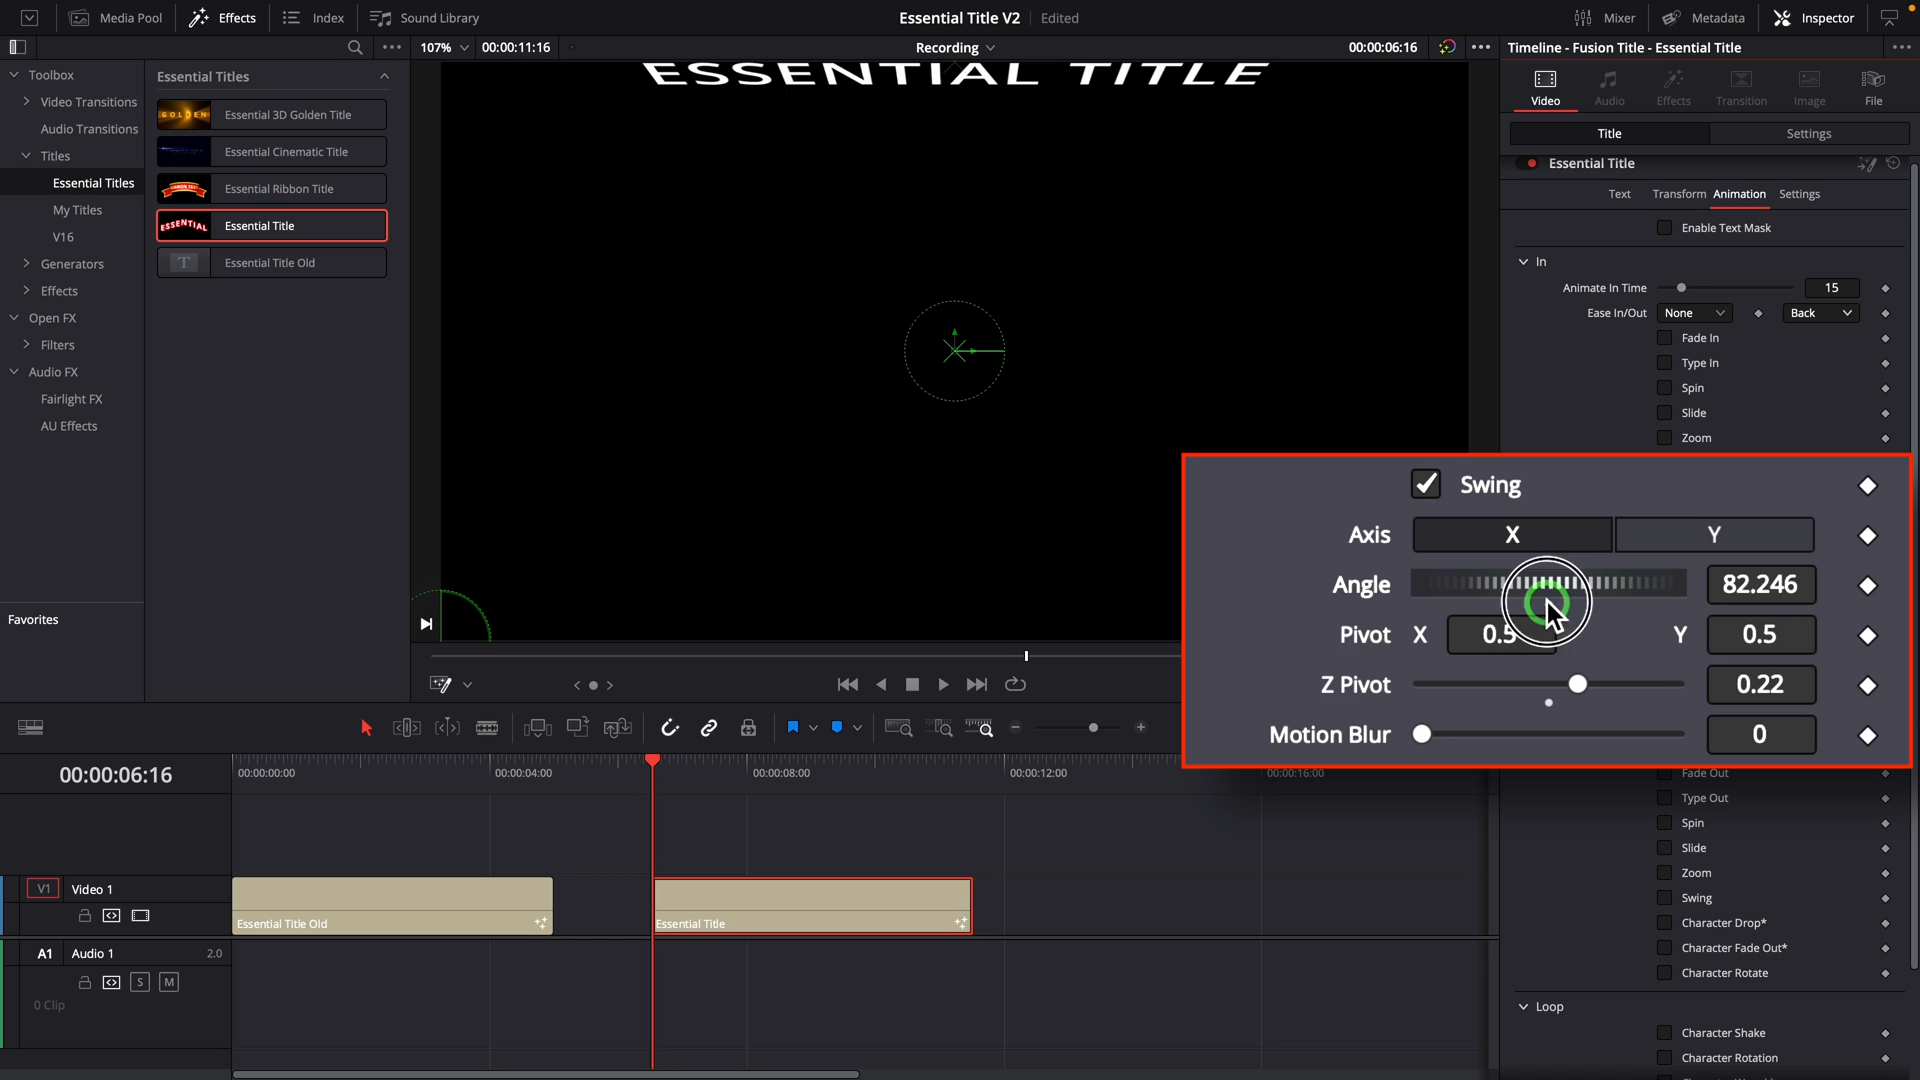 Media Pool
Effects
Index
Sound Library
Essential Title V2
Edited
Mixer
Metadata
Inspector
107%
00:00:11:16
Recording
00:00:06:16
Timeline - Fusion Title - Essential Title
Toolbox
Video Transitions
Audio Transitions
Titles
Essential Titles
My Titles
V16
Generators
Effects
Open FX
Filters
Audio FX
Fairlight FX
AU Effects
Favorites
Essential Titles
GOLDEN
Essential 3D Golden Title
Essential Cinematic Title
Essential Ribbon Title
ESSENTIAL
Essential Title
T
Essential Title Old
ESSENTIAL TITLE
Video
Audio
Effects
Transition
Image
File
Title
Settings
Essential Title
Text
Transform
Animation
Settings
Enable Text Mask
In
Animate In Time
15
Ease In/Out
None
Back
Fade In
Type In
Spin
Slide
Zoom
Swing
Axis
X
Y
Angle
82.246
Pivot
X
0.5
Y
0.5
Z Pivot
0.22
Motion Blur
0
Fade Out
Type Out
Spin
Slide
Zoom
Swing
Character Drop*
Character Fade Out*
Character Rotate
Loop
Character Shake
Character Rotation
00:00:06:16
00:00:00:00
00:00:04:00
00:00:08:00
00:00:12:00
00:00:16:00
V1
Video 1
Essential Title Old
Essential Title
A1
Audio 1
2.0
S
M
0 Clip